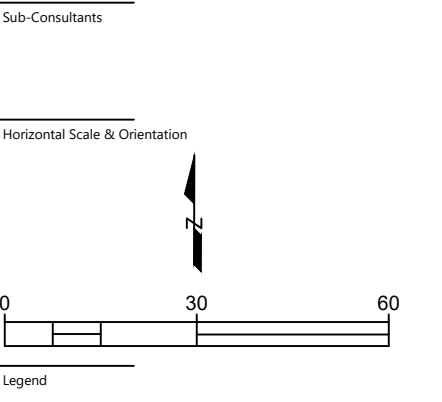 Sub-Consultants
Horizontal Scale & Orientation
N
0 30 60
Legend